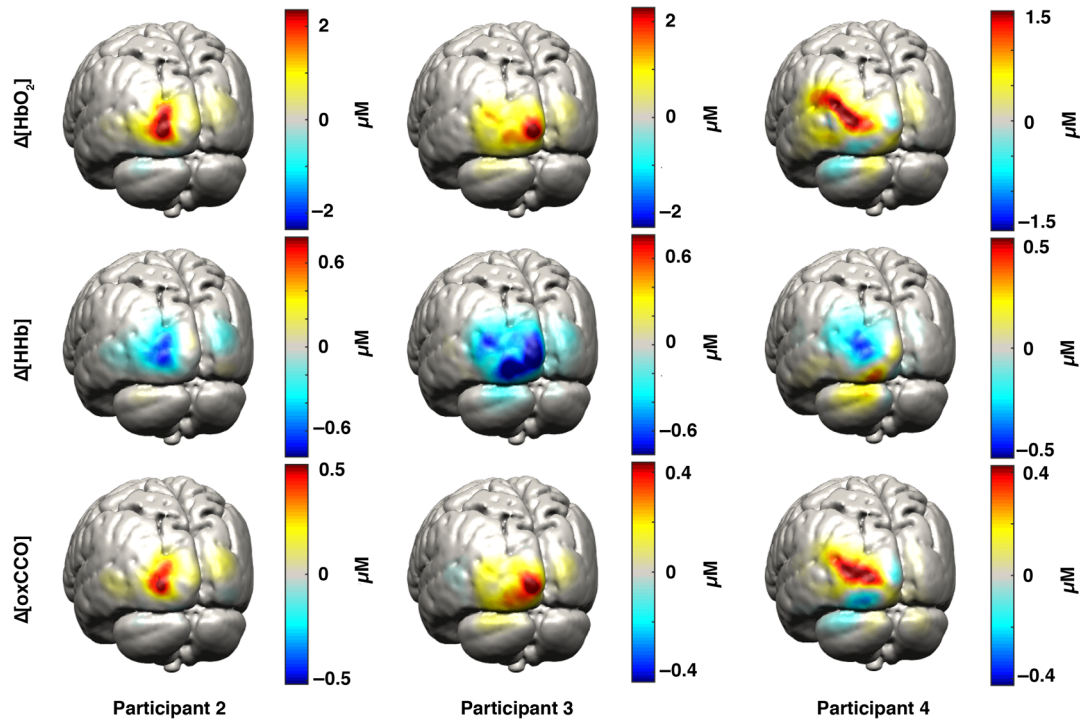 Δ[HbO₂]
2
0
−2
μM
2
0
−2
μM
1.5
0
−1.5
μM
Δ[HHb]
0.6
0
−0.6
μM
0.6
0
−0.6
μM
0.5
0
−0.5
μM
Δ[oxCCO]
0.5
0
−0.5
μM
0.4
0
−0.4
μM
0.4
0
−0.4
μM
Participant 2
Participant 3
Participant 4